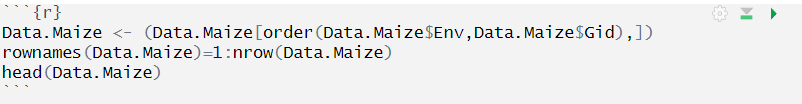 ```{r}
Data.Maize <- (Data.Maize[order(Data.Maize$Env,Data.Maize$Gid),])
rownames(Data.Maize)=1:nrow(Data.Maize)
head(Data.Maize)
```